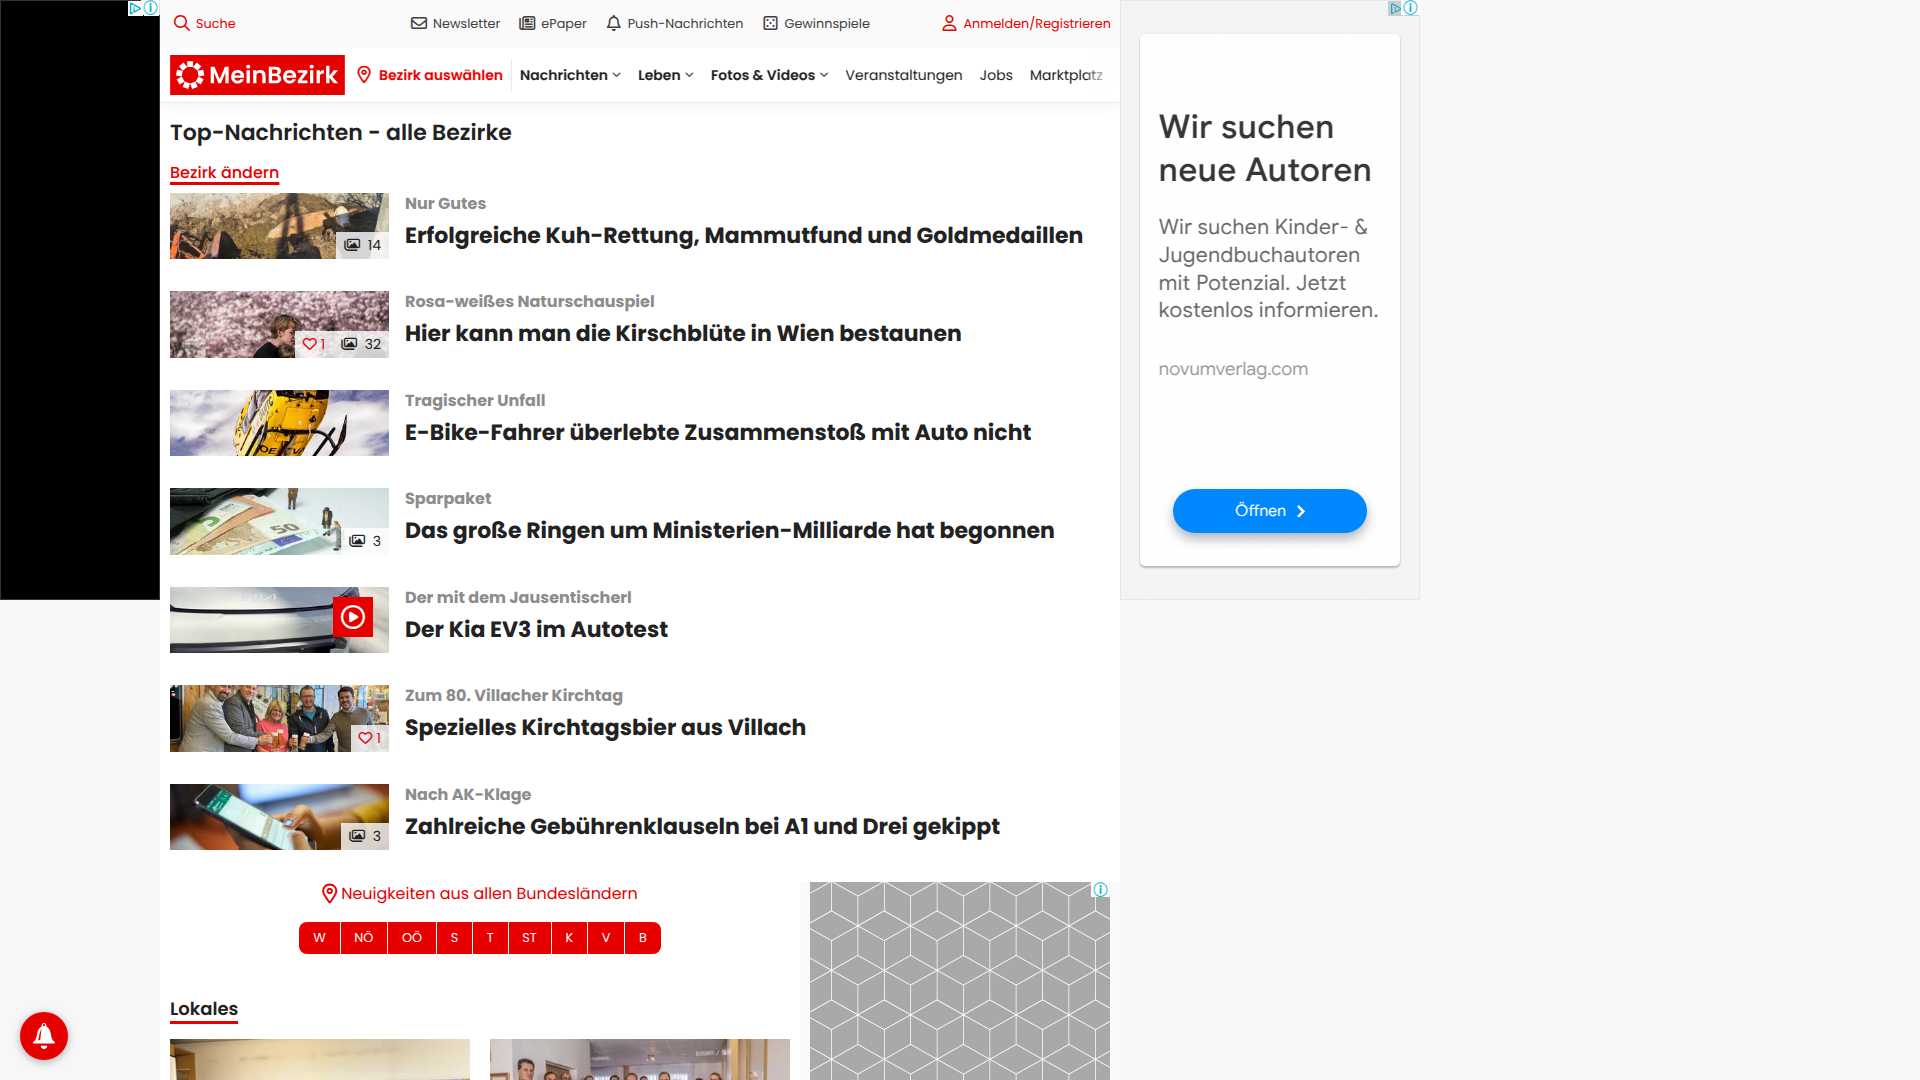 Suche
Newsletter
ePaper
Push-Nachrichten
Gewinnspiele
Anmelden/Registrieren
MeinBezirk
Bezirk auswählen
Nachrichten
Leben
Fotos & Videos
Veranstaltungen
Jobs
Marktplatz
Top-Nachrichten - alle Bezirke
Bezirk ändern
14
Nur Gutes
Erfolgreiche Kuh-Rettung, Mammutfund und Goldmedaillen
1
32
Rosa-weißes Naturschauspiel
Hier kann man die Kirschblüte in Wien bestaunen
Tragischer Unfall
E-Bike-Fahrer überlebte Zusammenstoß mit Auto nicht
3
Sparpaket
Das große Ringen um Ministerien-Milliarde hat begonnen
Der mit dem Jausentischerl
Der Kia EV3 im Autotest
1
Zum 80. Villacher Kirchtag
Spezielles Kirchtagsbier aus Villach
3
Nach AK-Klage
Zahlreiche Gebührenklauseln bei A1 und Drei gekippt
Neuigkeiten aus allen Bundesländern
W
NÖ
OÖ
S
T
ST
K
V
B
Lokales
Wir suchen
neue Autoren
Wir suchen Kinder- &
Jugendbuchautoren
mit Potenzial. Jetzt
kostenlos informieren.
novumverlag.com
Öffnen